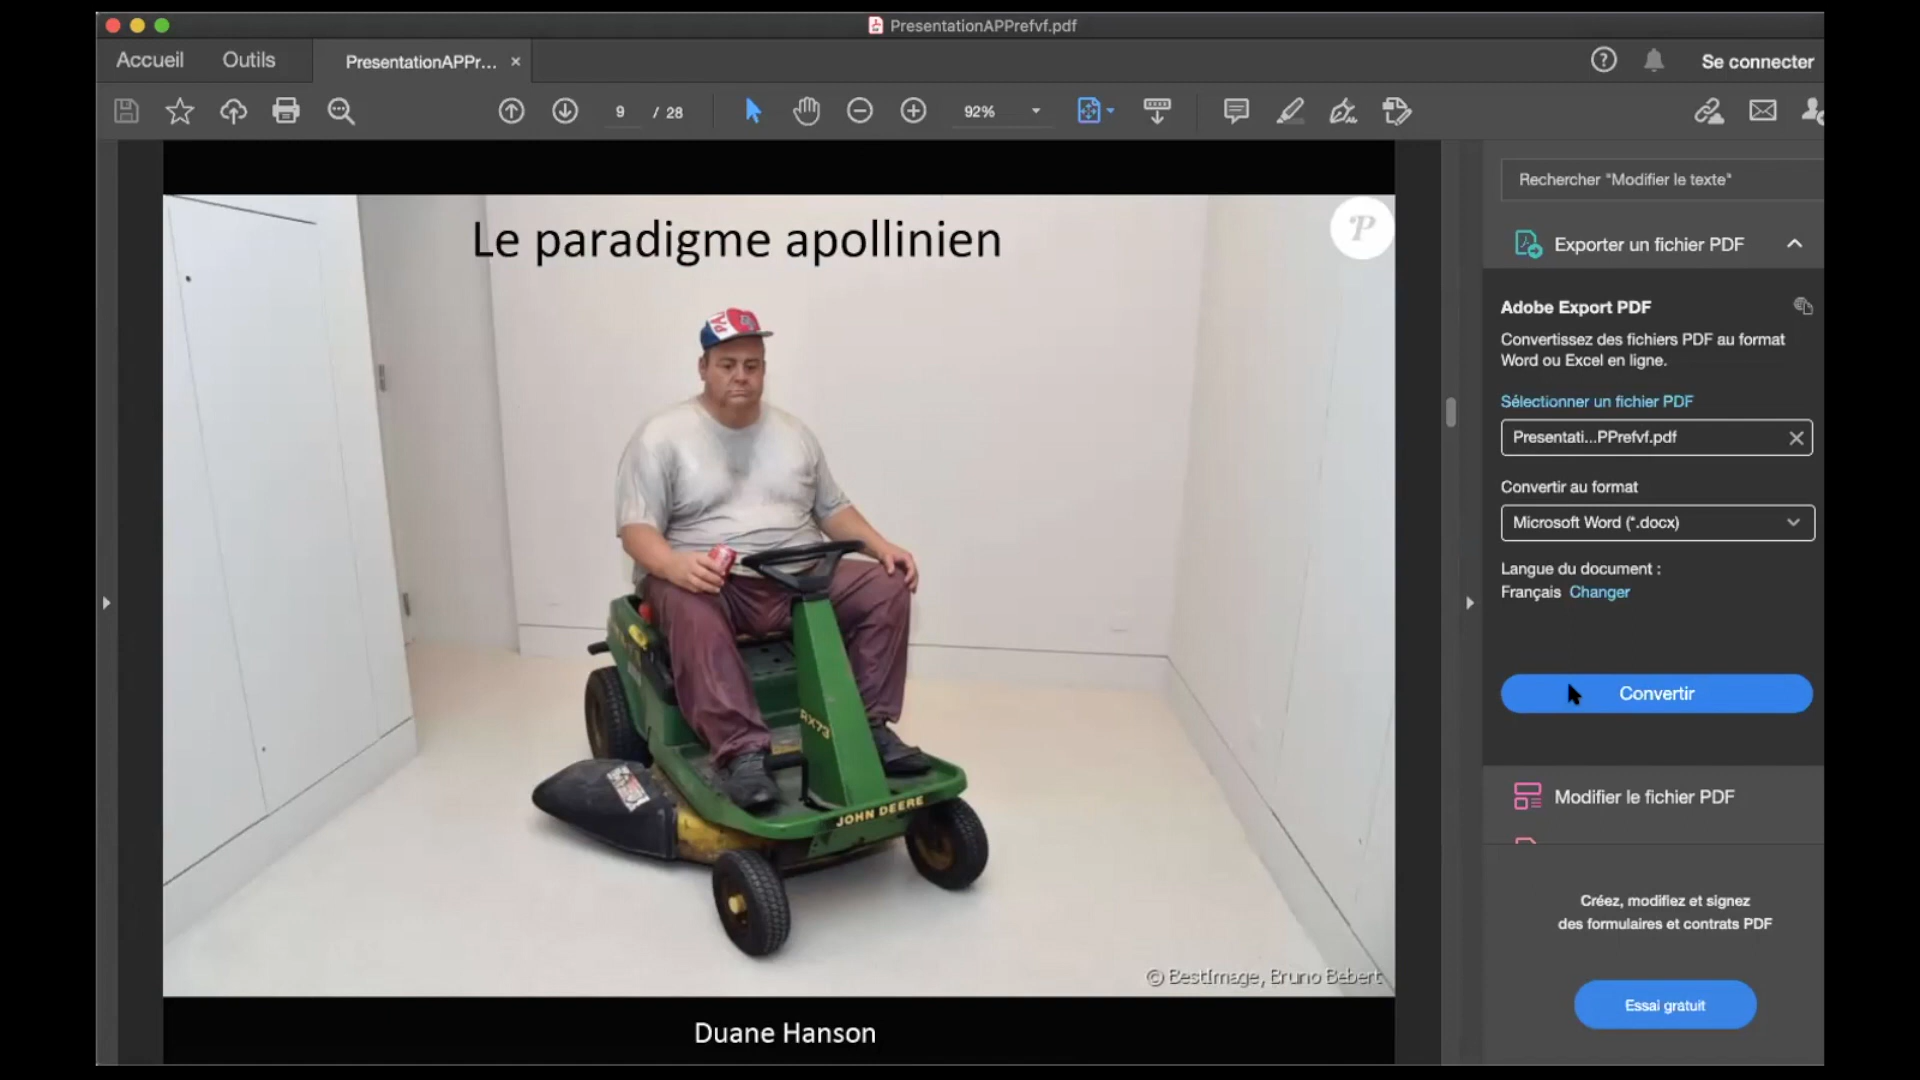 PresentationAPPrefvf.pdf
Accueil
Outils
PresentationAPPr... ×
Se connecter
9 / 28
92%
Rechercher "Modifier le texte"
Le paradigme apollinien
P
Exporter un fichier PDF
Adobe Export PDF
Convertissez des fichiers PDF au format
Word ou Excel en ligne.
Sélectionner un fichier PDF
Presentati...PPrefvf.pdf
Convertir au format
Microsoft Word (*.docx)
Langue du document :
Français Changer
Convertir
RX73
JOHN DEERE
Modifier le fichier PDF
Créez, modifiez et signez
des formulaires et contrats PDF
© BestImage, Bruno Bebert
Essai gratuit
Duane Hanson